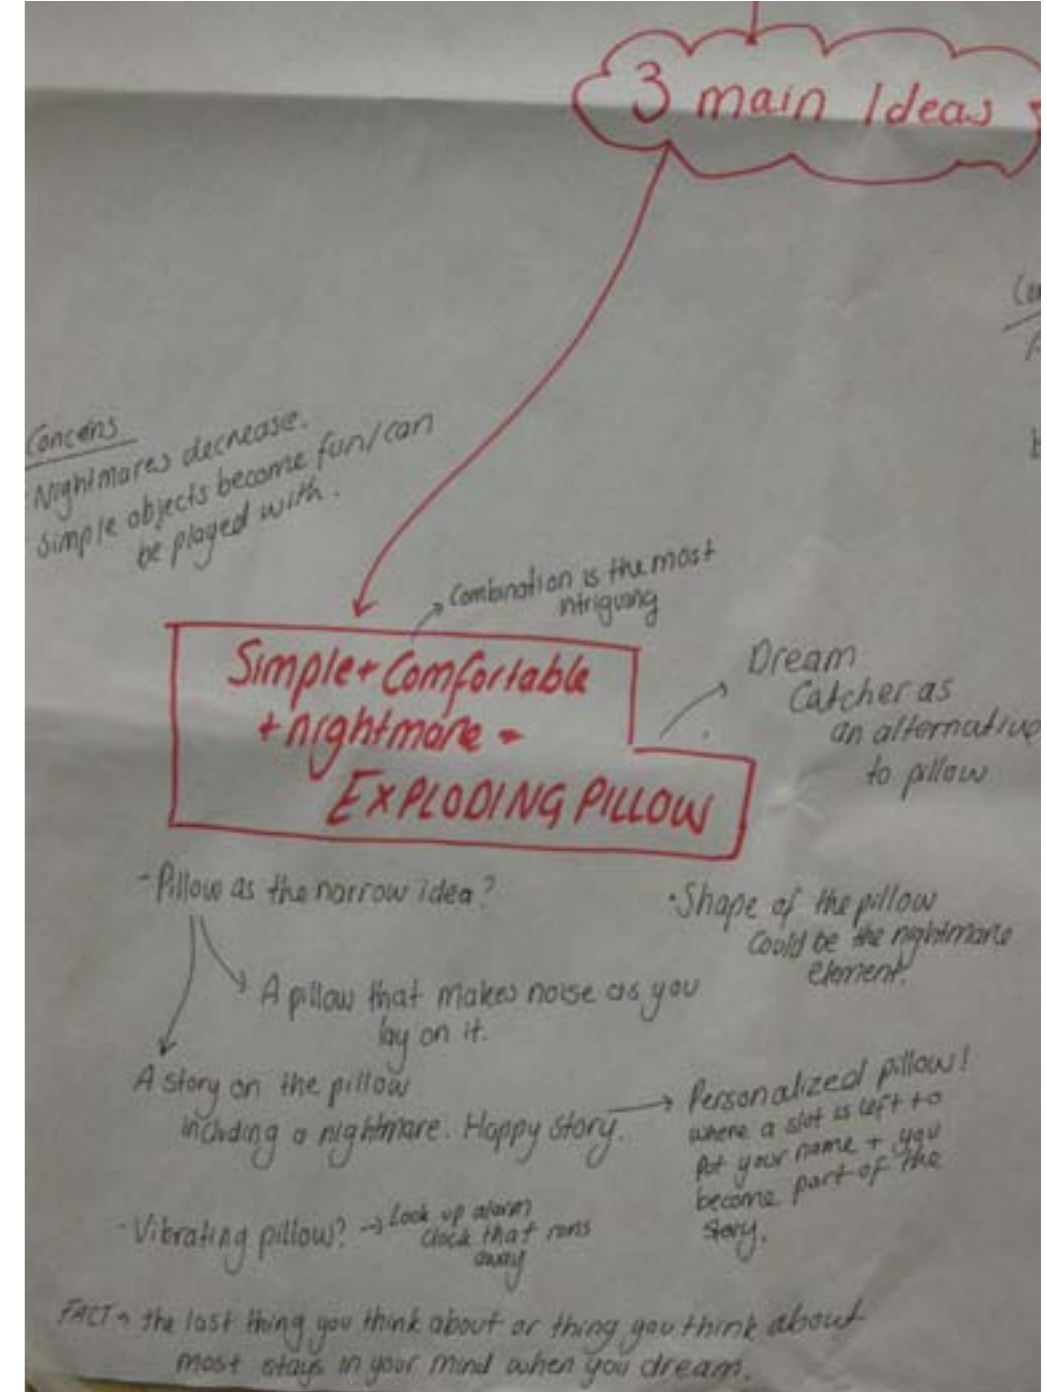 3 main Ideas
Concerns
Nightmares decrease.
simple objects become fun/can
be played with.
Combination is the most
intriguing
Simple + Comfortable
+ nightmare =
EXPLODING PILLOW
Dream
Catcher as
an alternative
to pillow
- Pillow as the narrow idea?
· Shape of the pillow
could be the nightmare
element.
A pillow that makes noise as you
lay on it.
A story on the pillow
including a nightmare. Happy story.
Personalized pillow!
where a slot is left to
put your name + you
become part of the
story.
- Vibrating pillow? → Look up alarm
clock that runs
away
FACT → the last thing you think about or thing you think about
most stays in your mind when you dream.